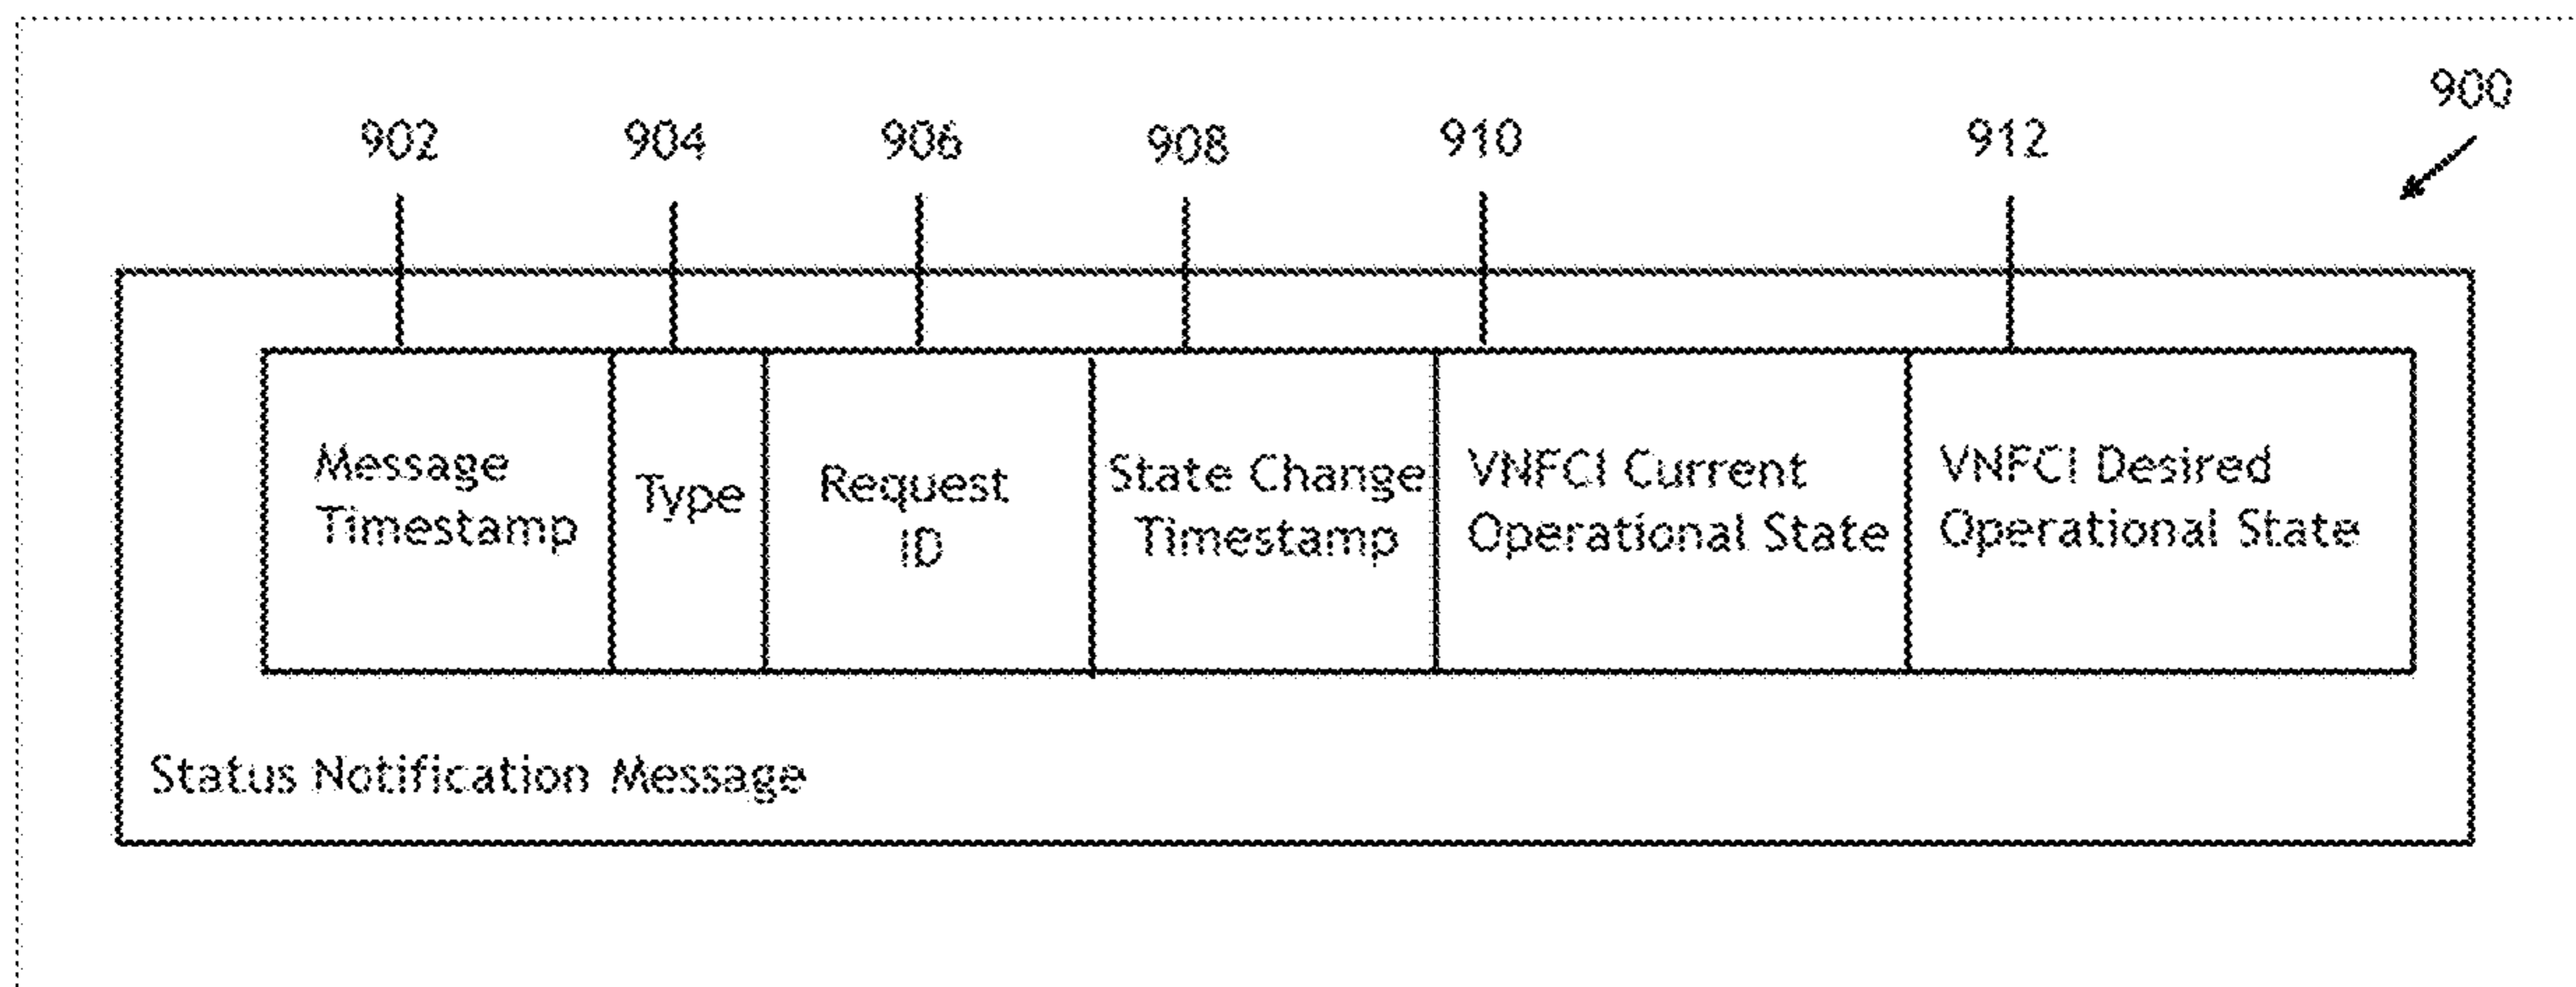 900
902 904 906 908 910 912
Message
Timestamp
Type
Request
ID
State Change
Timestamp
VNFCI Current
Operational State
VNFCI Desired
Operational State
Status Notification Message